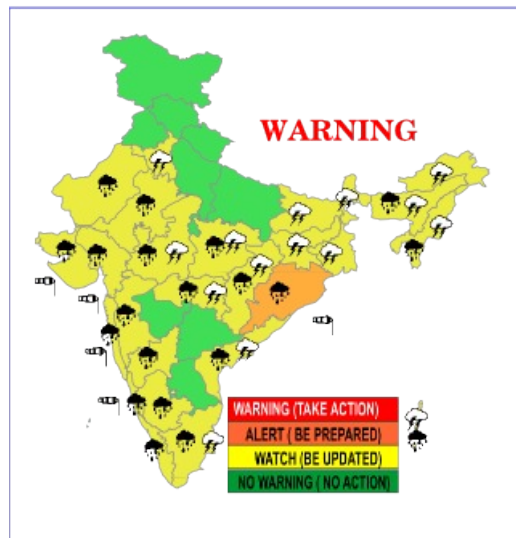 WARNING
WARNING (TAKE ACTION)
ALERT ( BE PREPARED)
WATCH (BE UPDATED)
NO WARNING ( NO ACTION)